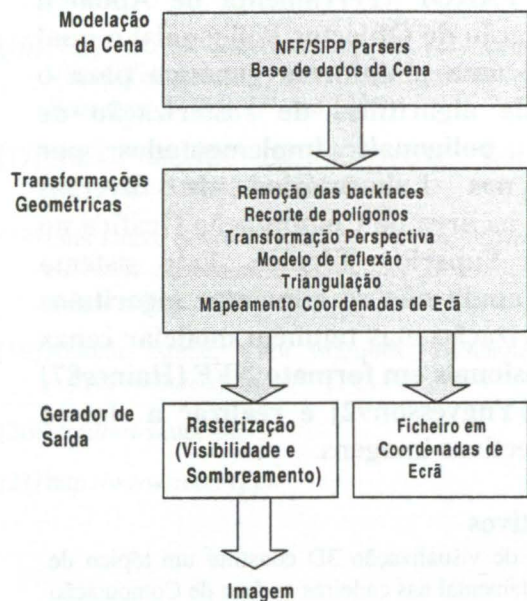 Modelação
da Cena
NFF/SIPP Parsers
Base de dados da Cena
Transformações
Geométricas
Remoção das backfaces
Recorte de polígonos
Transformação Perspectiva
Modelo de reflexão
Triangulação
Mapeamento Coordenadas de Ecã
Gerador de
Saída
Rasterização
(Visibilidade e
Sombreamento)
Ficheiro em
Coordenadas de
Ecrã
Imagem